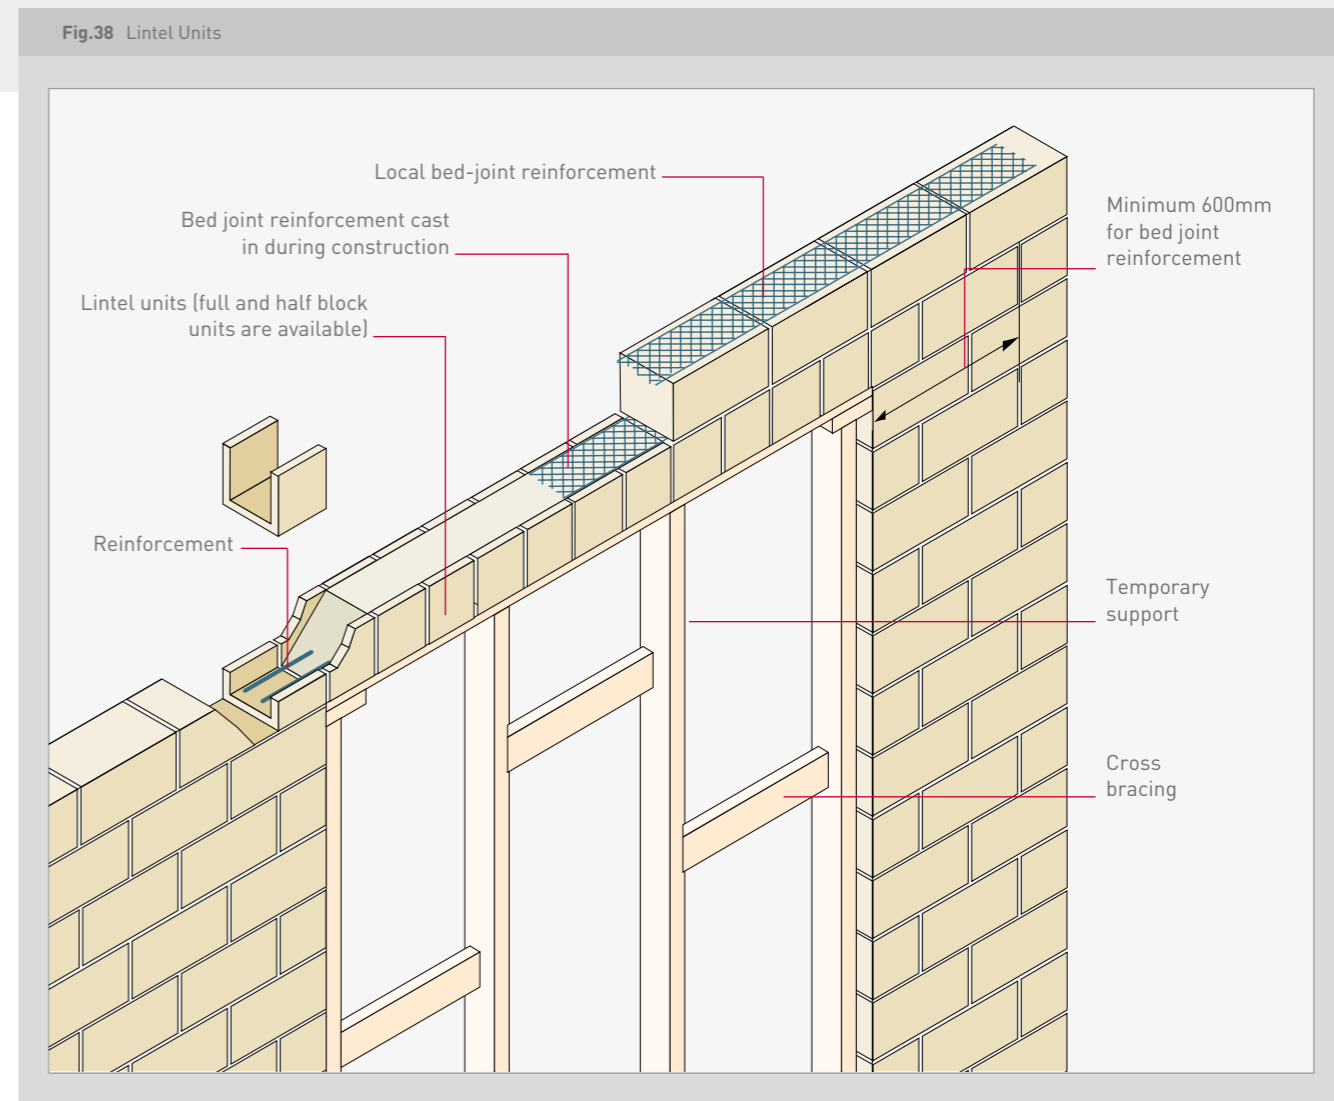 Fig.38 Lintel Units
Local bed-joint reinforcement
Bed joint reinforcement cast
in during construction
Lintel units (full and half block
units are available)
Reinforcement
Minimum 600mm
for bed joint
reinforcement
Temporary
support
Cross
bracing